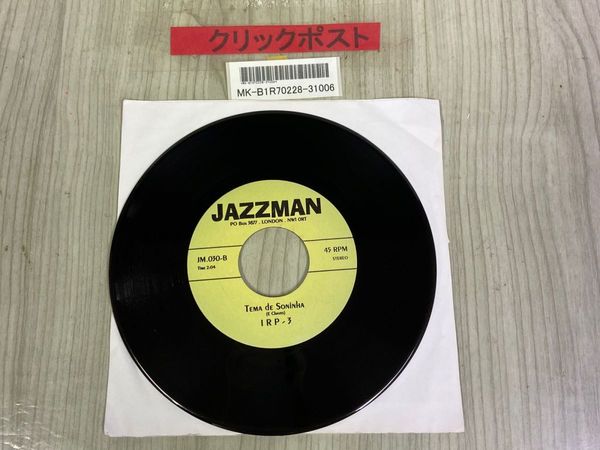 クリックポスト
MK-B1R70228-31006
JAZZMAN
PO Box 3877 . LONDON . NW1 0RT
JM.030-B
45 RPM
Time 2.04
STEREO
Tema de Soninha
IRP-3